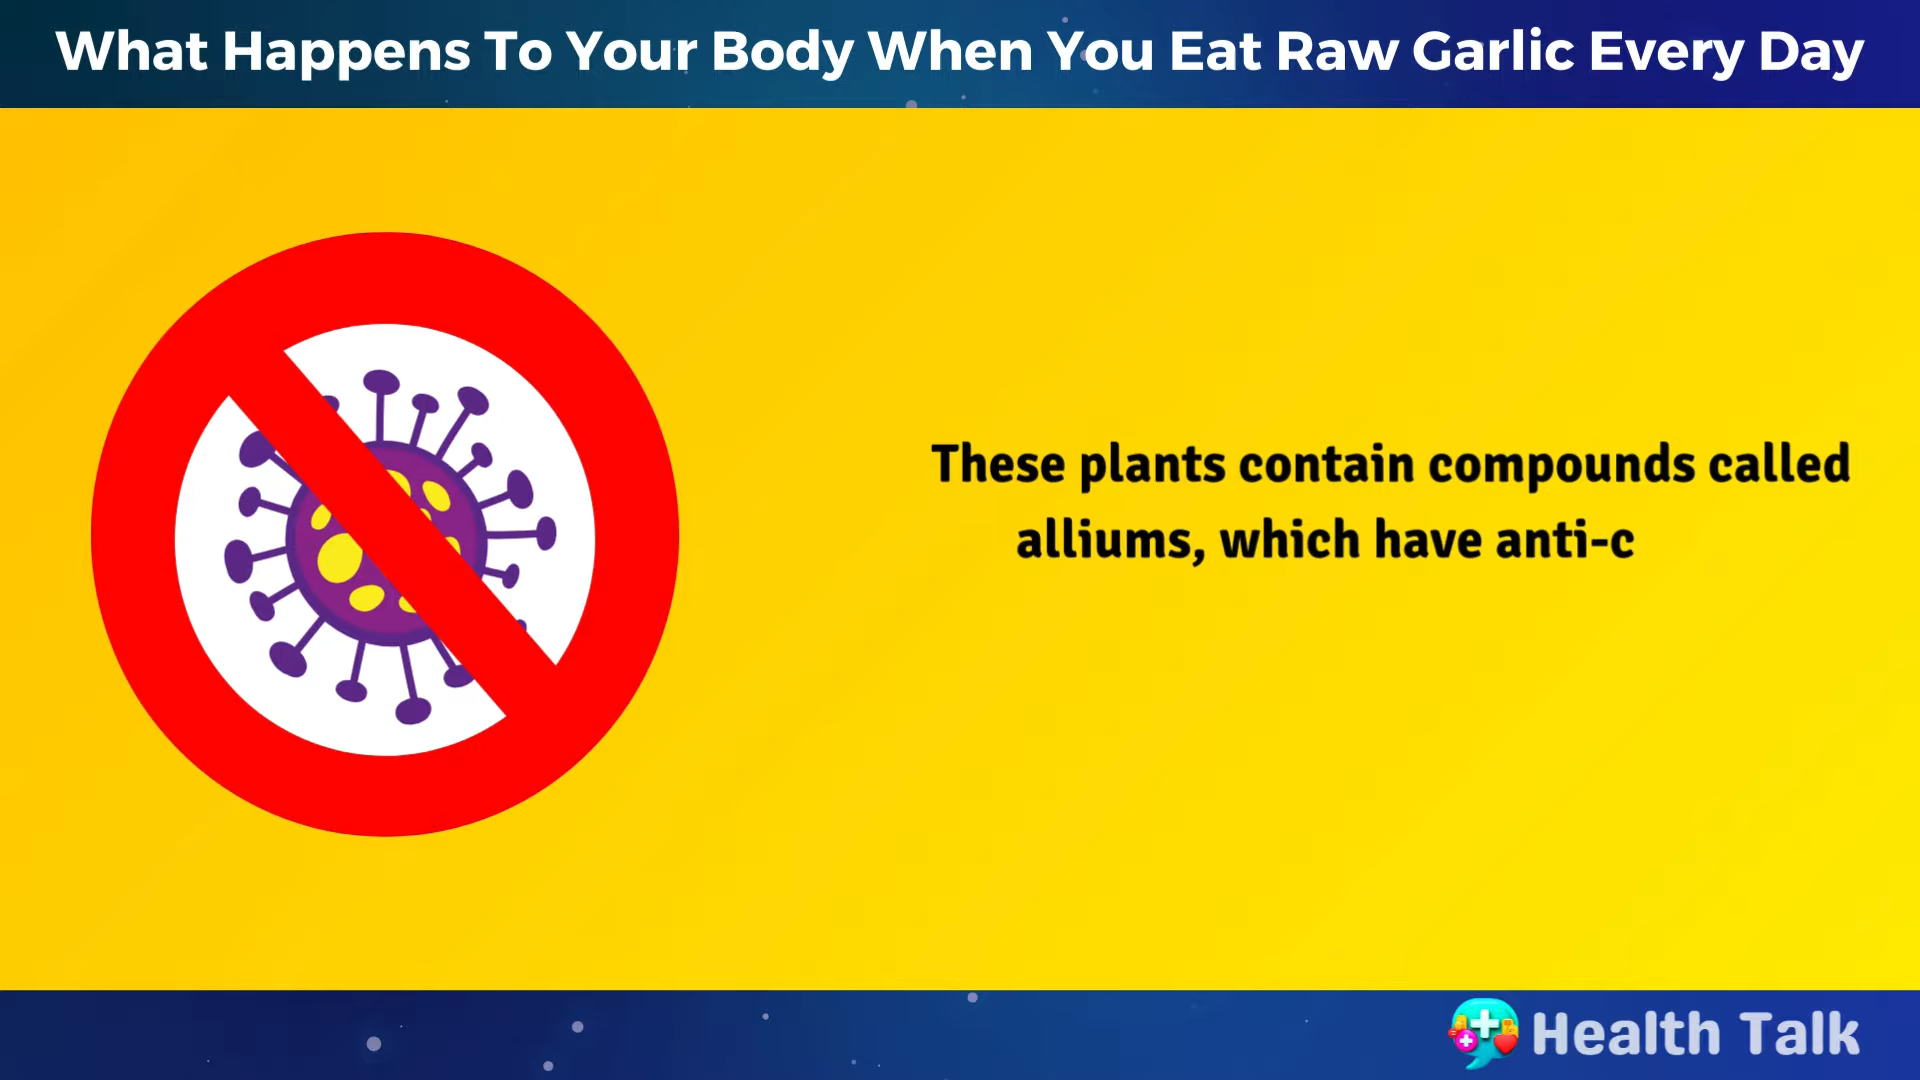 What Happens To Your Body When You Eat Raw Garlic Every Day
These plants contain compounds called
alliums, which have anti-c
Health Talk